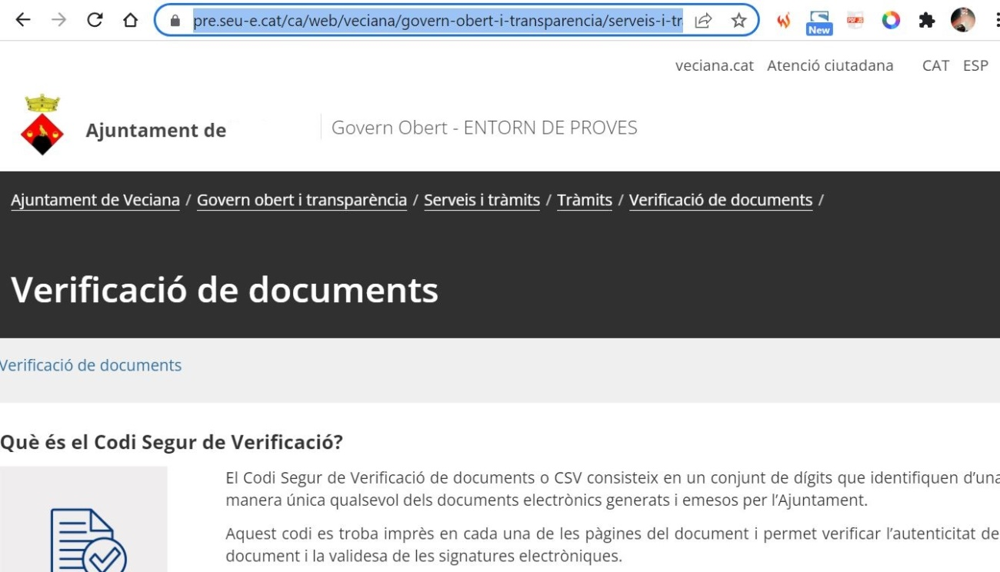 pre.seu-e.cat/ca/web/veciana/govern-obert-i-transparencia/serveis-i-tr
New
veciana.cat Atenció ciutadana CAT ESP
Ajuntament de
Govern Obert - ENTORN DE PROVES
Ajuntament de Veciana / Govern obert i transparència / Serveis i tràmits / Tràmits / Verificació de documents /
Verificació de documents
Verificació de documents
Què és el Codi Segur de Verificació?
El Codi Segur de Verificació de documents o CSV consisteix en un conjunt de dígits que identifiquen d’una
manera única qualsevol dels documents electrònics generats i emesos per l’Ajuntament.
Aquest codi es troba imprès en cada una de les pàgines del document i permet verificar l’autenticitat de
document i la validesa de les signatures electròniques.